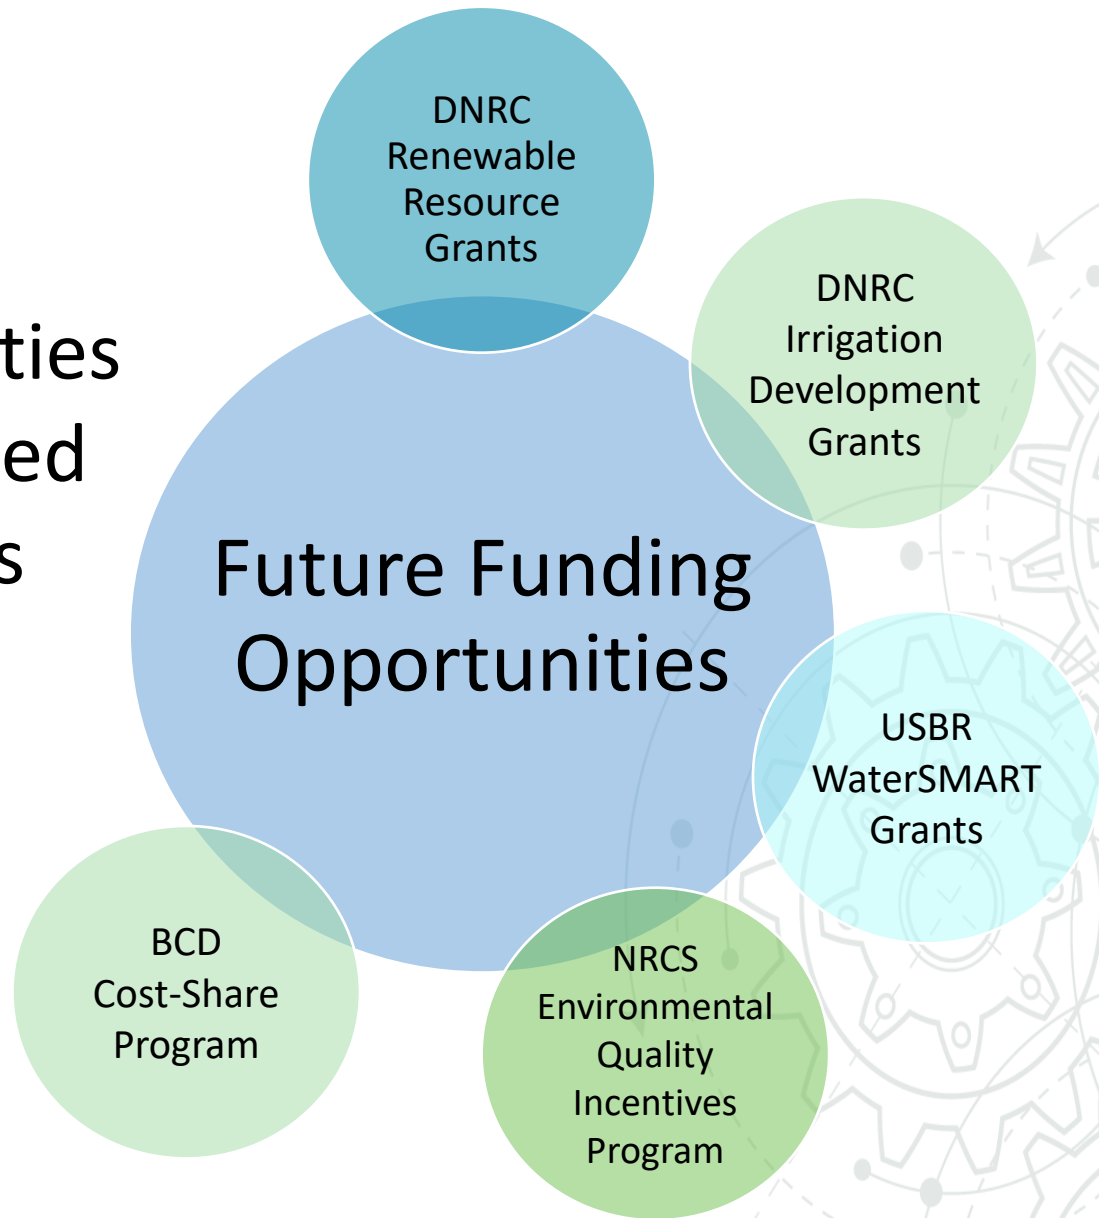 DNRC
Renewable
Resource
Grants
DNRC
Irrigation
Development
Grants
ties
ed
s
Future Funding
Opportunities
USBR
WaterSMART
Grants
BCD
Cost-Share
Program
NRCS
Environmental
Quality
Incentives
Program